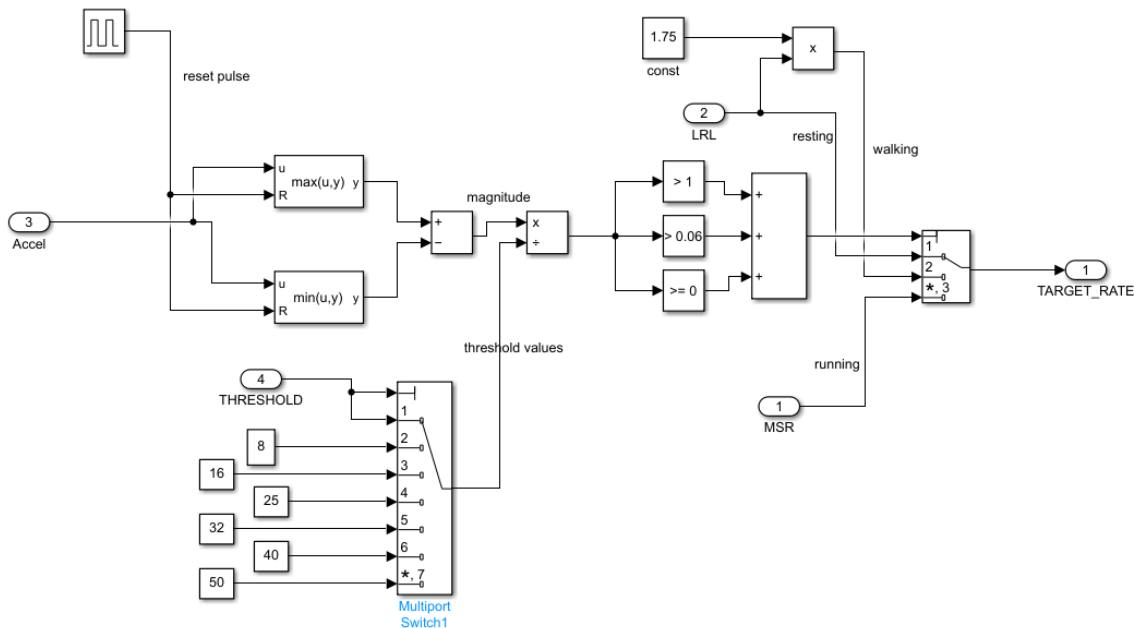 1.75
x
const
reset pulse
2
LRL
resting
walking
u
max(u,y) y
R
> 1
+
magnitude
3
Accel
+
−
x
÷
> 0.06
+
1
2
*, 3
1
TARGET_RATE
u
min(u,y) y
R
>= 0
+
threshold values
running
4
THRESHOLD
1
MSR
1
8
2
16
3
25
4
32
5
40
6
50
*, 7
Multiport
Switch1